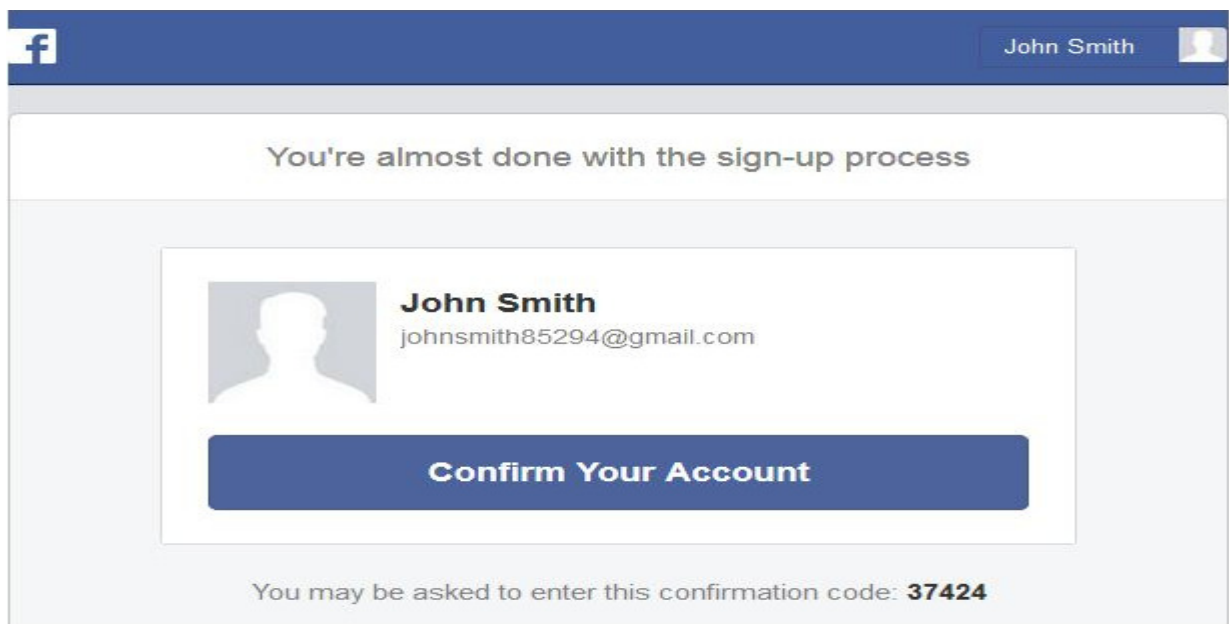 f
John Smith
You're almost done with the sign-up process
John Smith
johnsmith85294@gmail.com
Confirm Your Account
You may be asked to enter this confirmation code: 37424